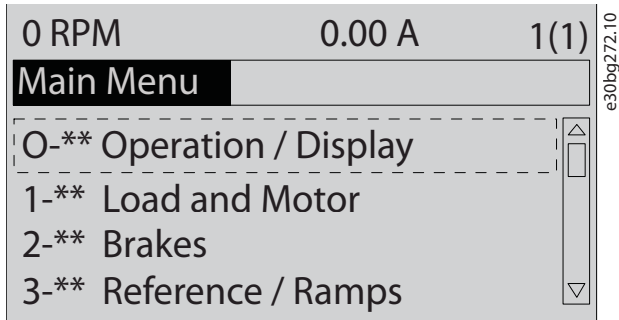 0 RPM 0.00 A 1(1)
Main Menu
O-** Operation / Display
1-** Load and Motor
2-** Brakes
3-** Reference / Ramps
e30bg272.10